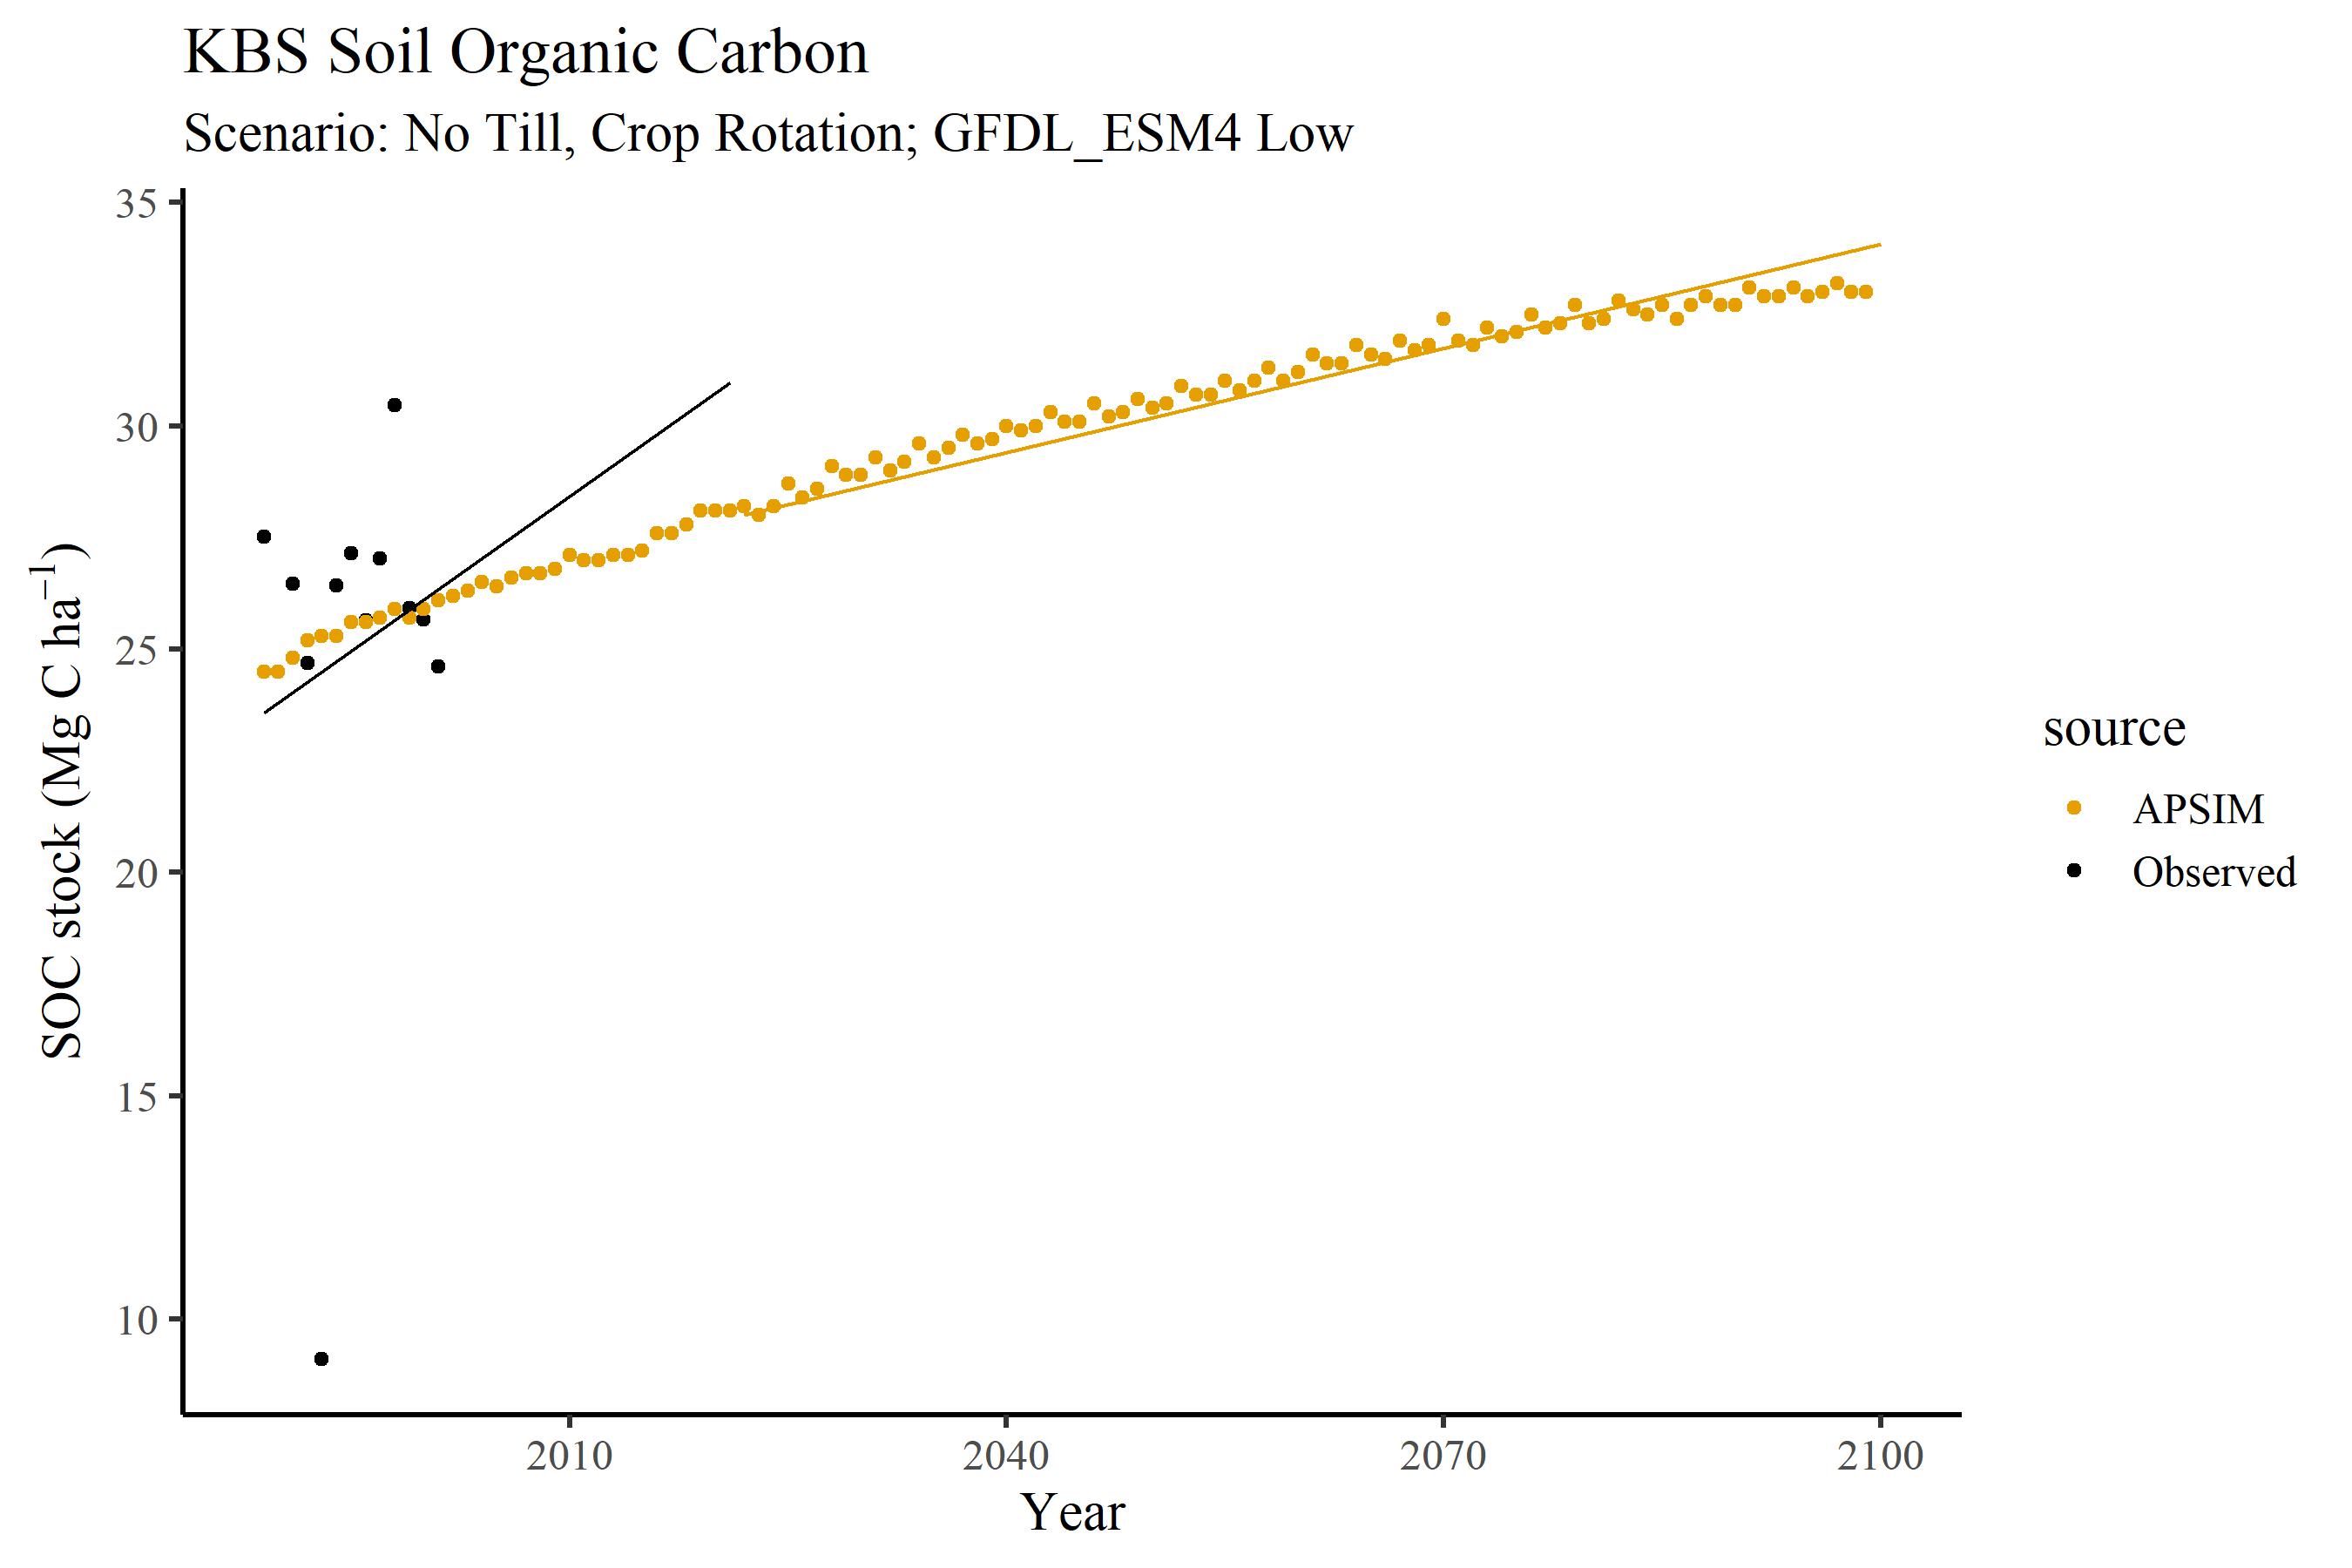 KBS Soil Organic Carbon
Scenario: No Till, Crop Rotation; GFDL_ESM4 Low
SOC stock (Mg C ha⁻¹)
35
30
25
20
15
10
2010
2040
2070
2100
Year
source
APSIM
Observed